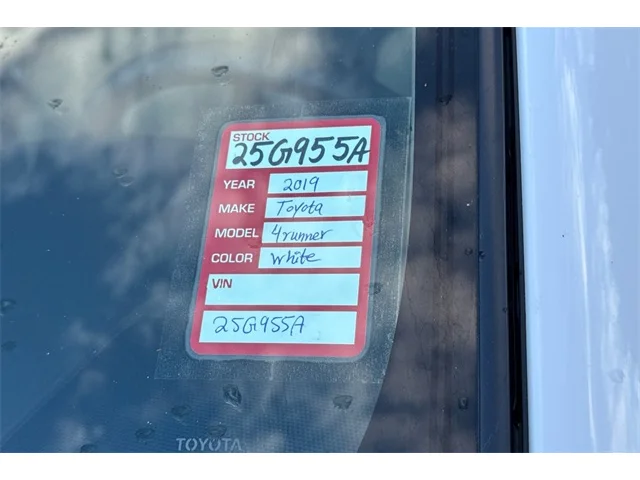 STOCK
25G955A
YEAR 2019
MAKE Toyota
MODEL 4runner
COLOR white
VIN
25G955A
TOYOTA